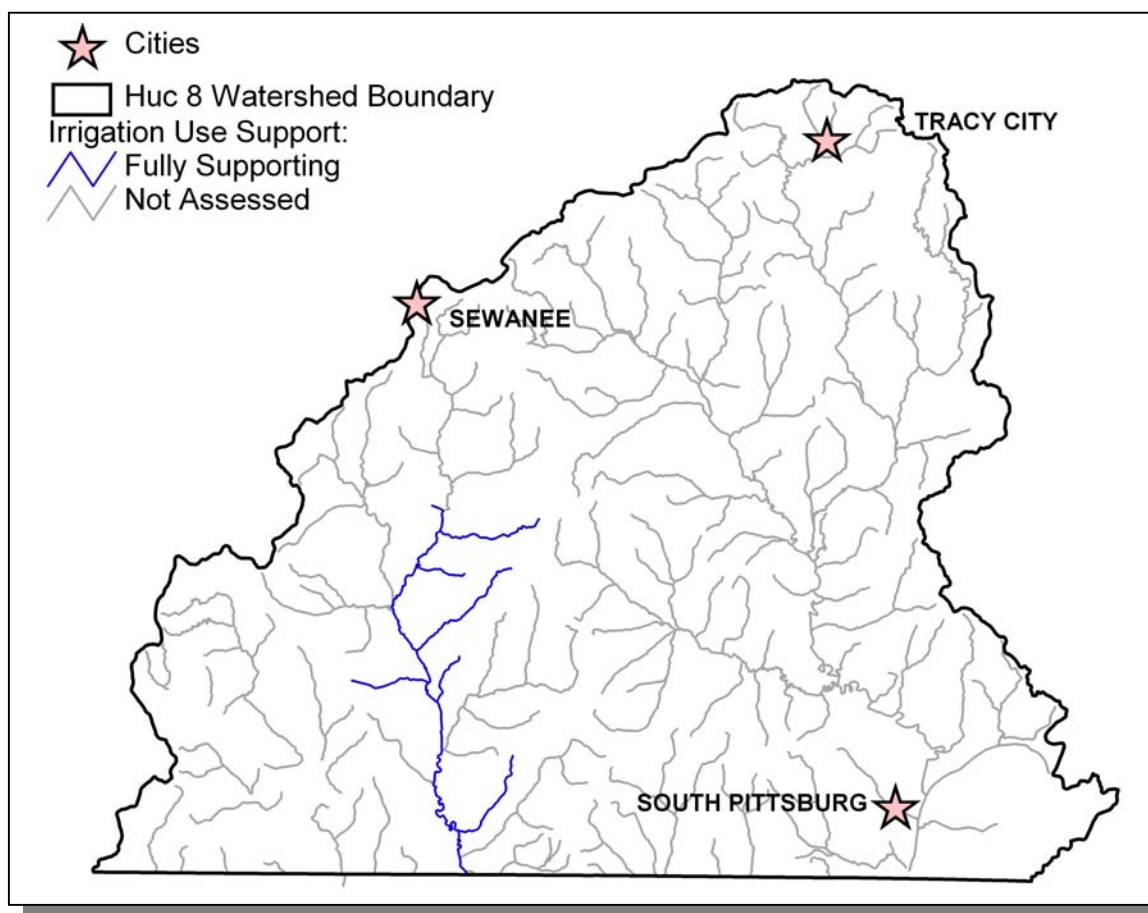 Cities
Huc 8 Watershed Boundary
Irrigation Use Support:
Fully Supporting
Not Assessed
TRACY CITY
SEWANEE
SOUTH PITTSBURG